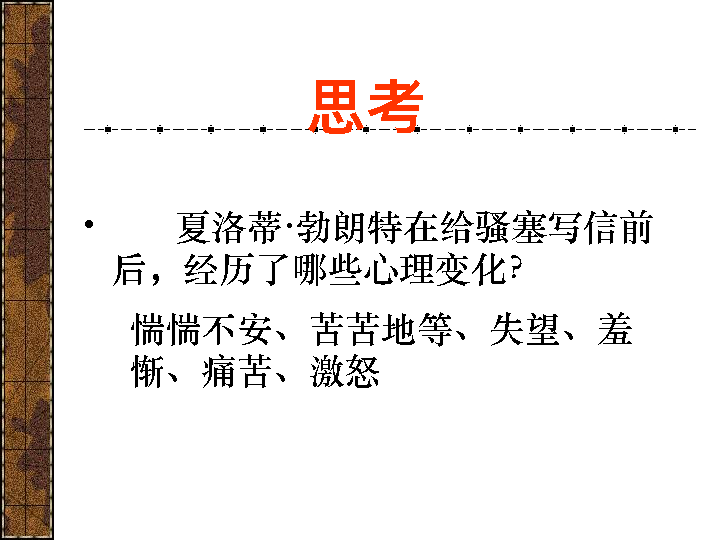 思考
• 夏洛蒂·勃朗特在给骚塞写信前
后，经历了哪些心理变化?
惴惴不安、苦苦地等、失望、羞
惭、痛苦、激怒